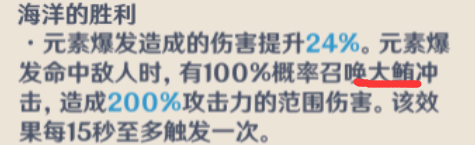 海洋的胜利
·元素爆发造成的伤害提升24%。元素爆
发命中敌人时，有100%概率召唤大鲔冲
击，造成200%攻击力的范围伤害。该效
果每15秒至多触发一次。